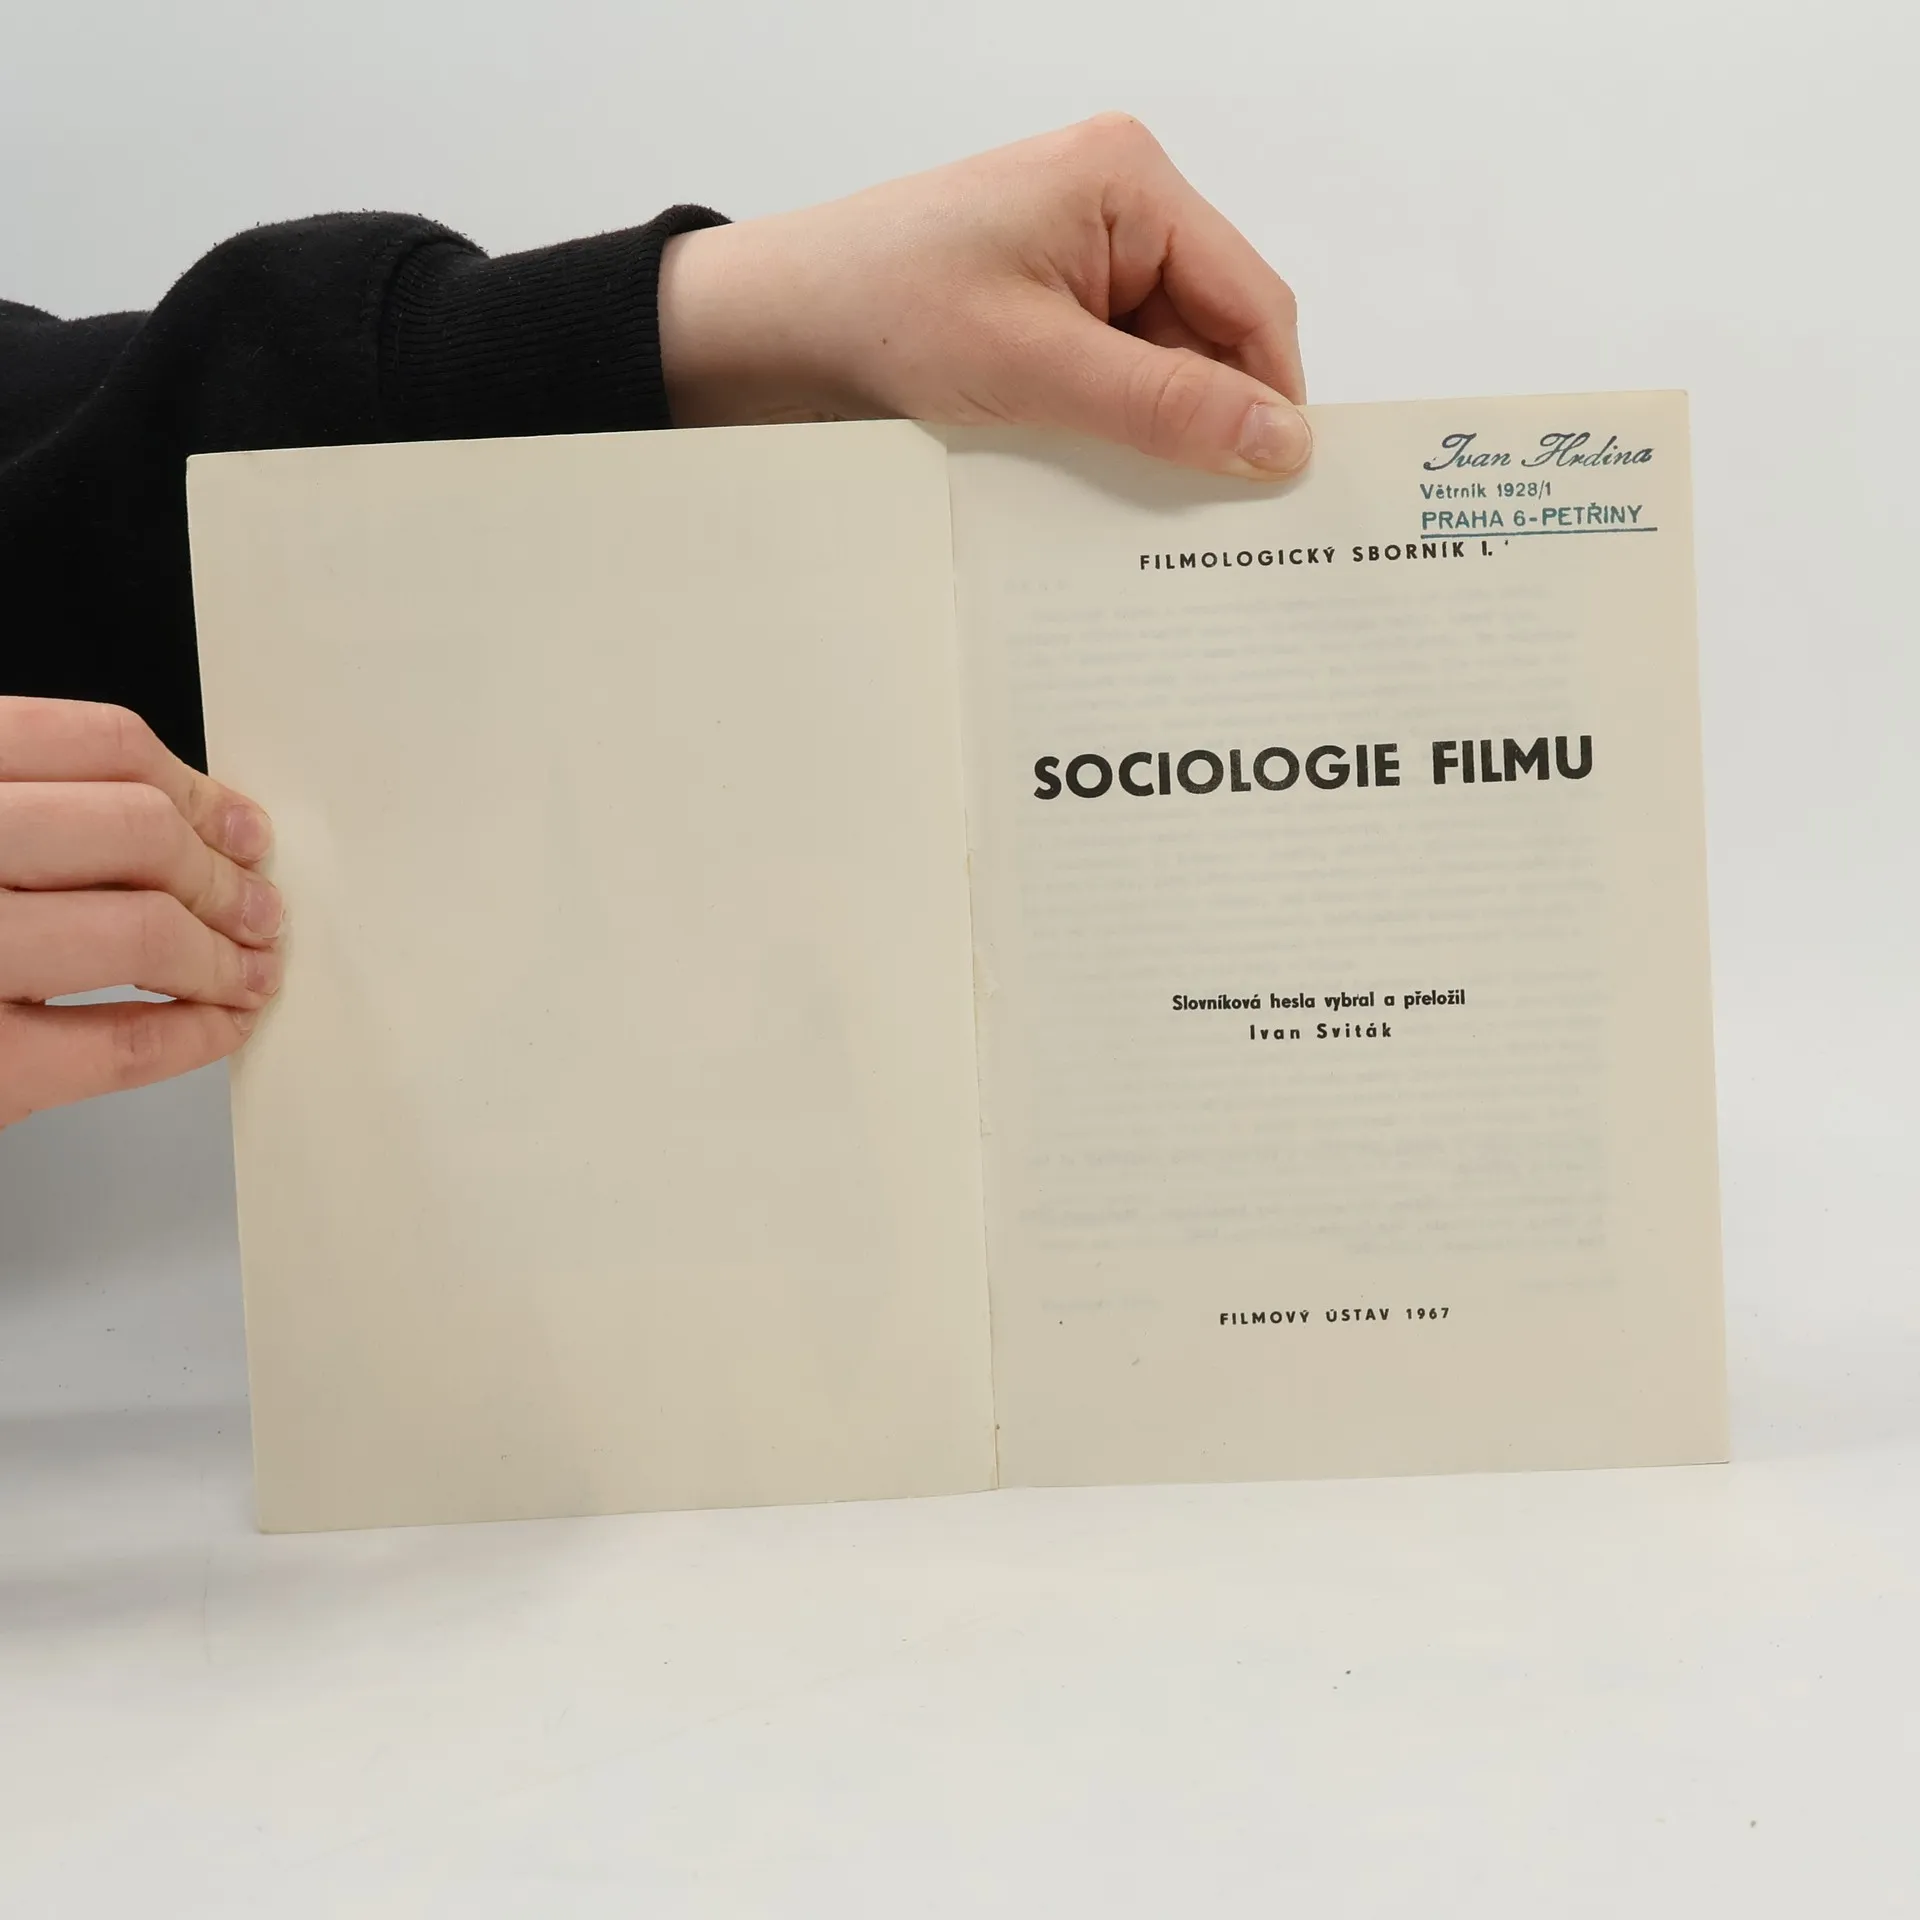 Ivan Hrdina
Větrník 1928/1
PRAHA 6-PETŘINY
FILMOLOGICKÝ SBORNÍK I.
SOCIOLOGIE FILMU
Slovníková hesla vybral a přeložil
Ivan Sviták
FILMOVÝ ÚSTAV 1967